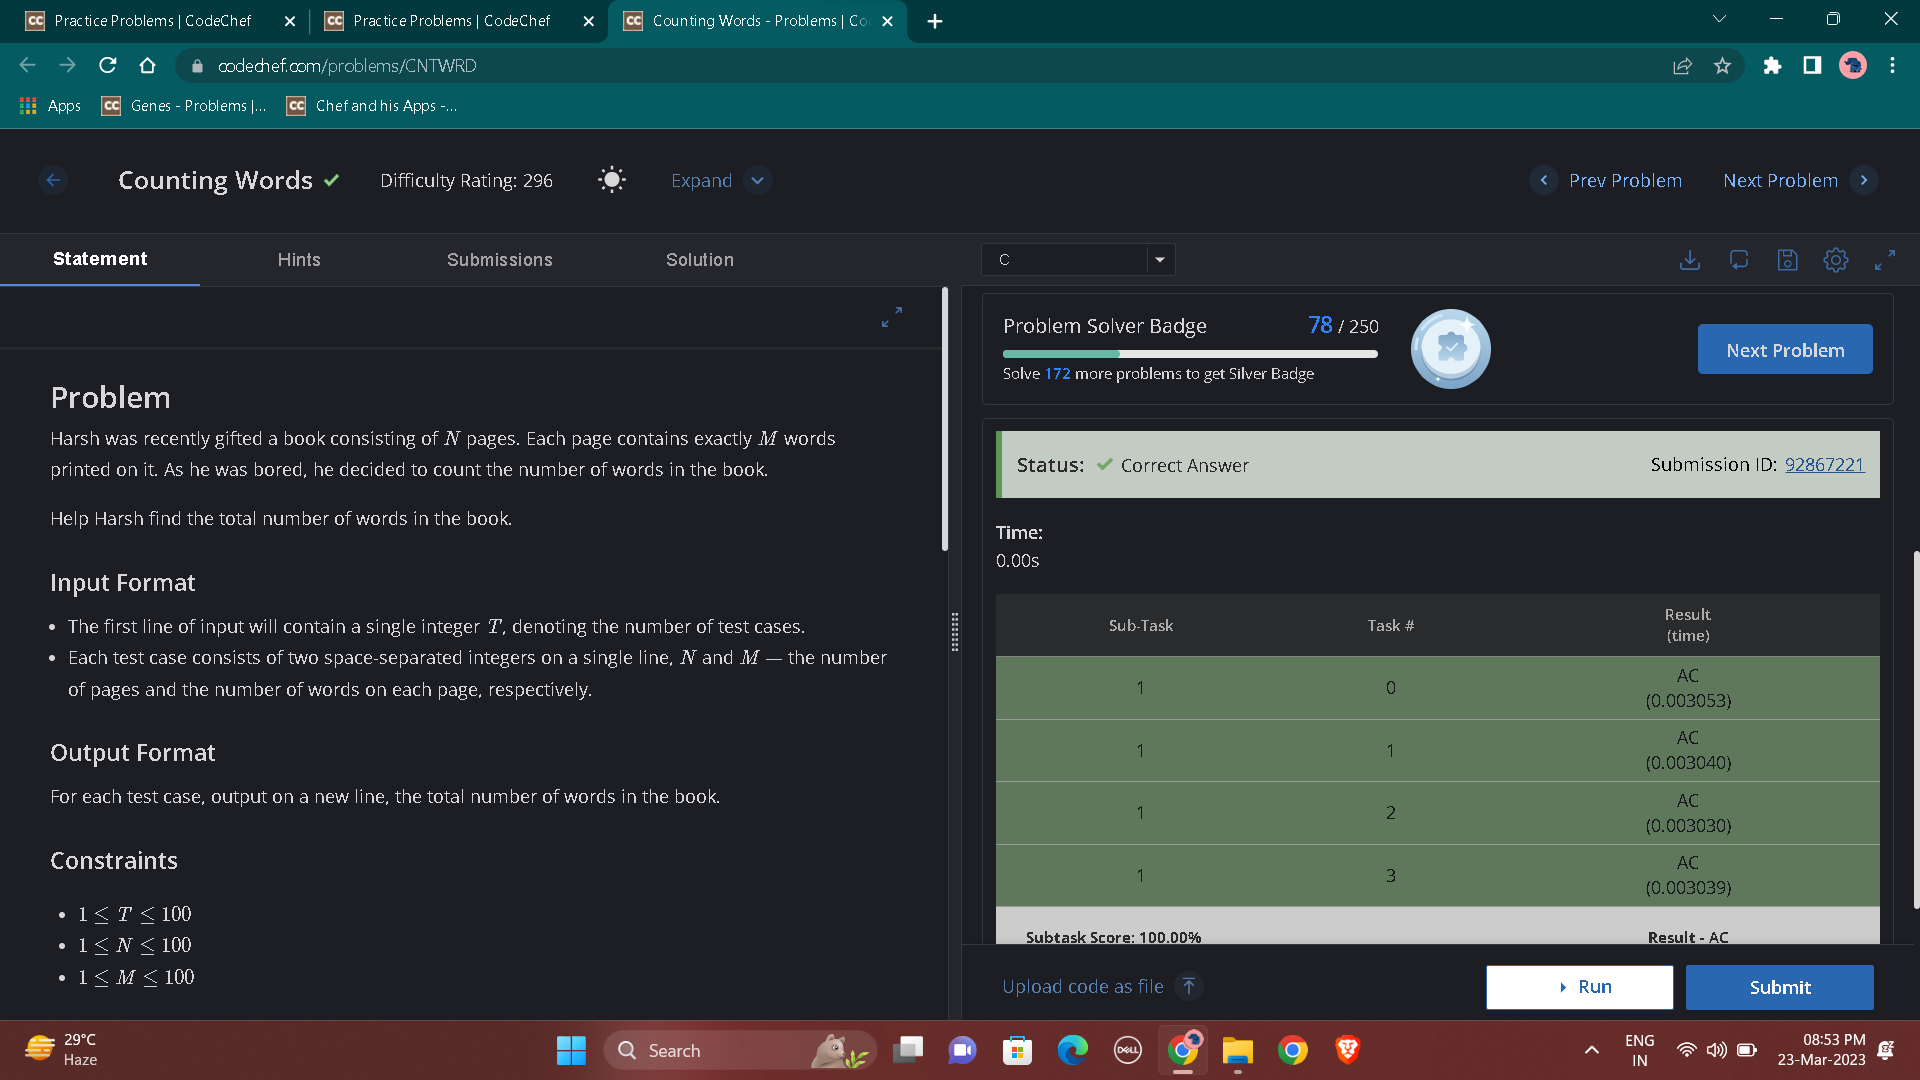 Practice Problems | CodeChef
Practice Problems | CodeChef
Counting Words - Problems | Co
codechef.com/problems/CNTWRD
Apps
Genes - Problems |...
Chef and his Apps -...
Counting Words
Difficulty Rating: 296
Expand
Prev Problem
Next Problem
Statement
Hints
Submissions
Solution
C
Problem Solver Badge
78 / 250
Solve 172 more problems to get Silver Badge
Next Problem
Problem
Harsh was recently gifted a book consisting of N pages. Each page contains exactly M words
printed on it. As he was bored, he decided to count the number of words in the book.
Help Harsh find the total number of words in the book.
Input Format
• The first line of input will contain a single integer T, denoting the number of test cases.
• Each test case consists of two space-separated integers on a single line, N and M — the number
of pages and the number of words on each page, respectively.
Output Format
For each test case, output on a new line, the total number of words in the book.
Constraints
• 1 ≤ T ≤ 100
• 1 ≤ N ≤ 100
• 1 ≤ M ≤ 100
Status: Correct Answer
Submission ID: 92867221
Time:
0.00s
Sub-Task Task # Result
(time)
1 0 AC
(0.003053)
1 1 AC
(0.003040)
1 2 AC
(0.003030)
1 3 AC
(0.003039)
Subtask Score: 100.00% Result - AC
Upload code as file
Run
Submit
29°C
Haze
Search
DELL
ENG
IN
08:53 PM
23-Mar-2023